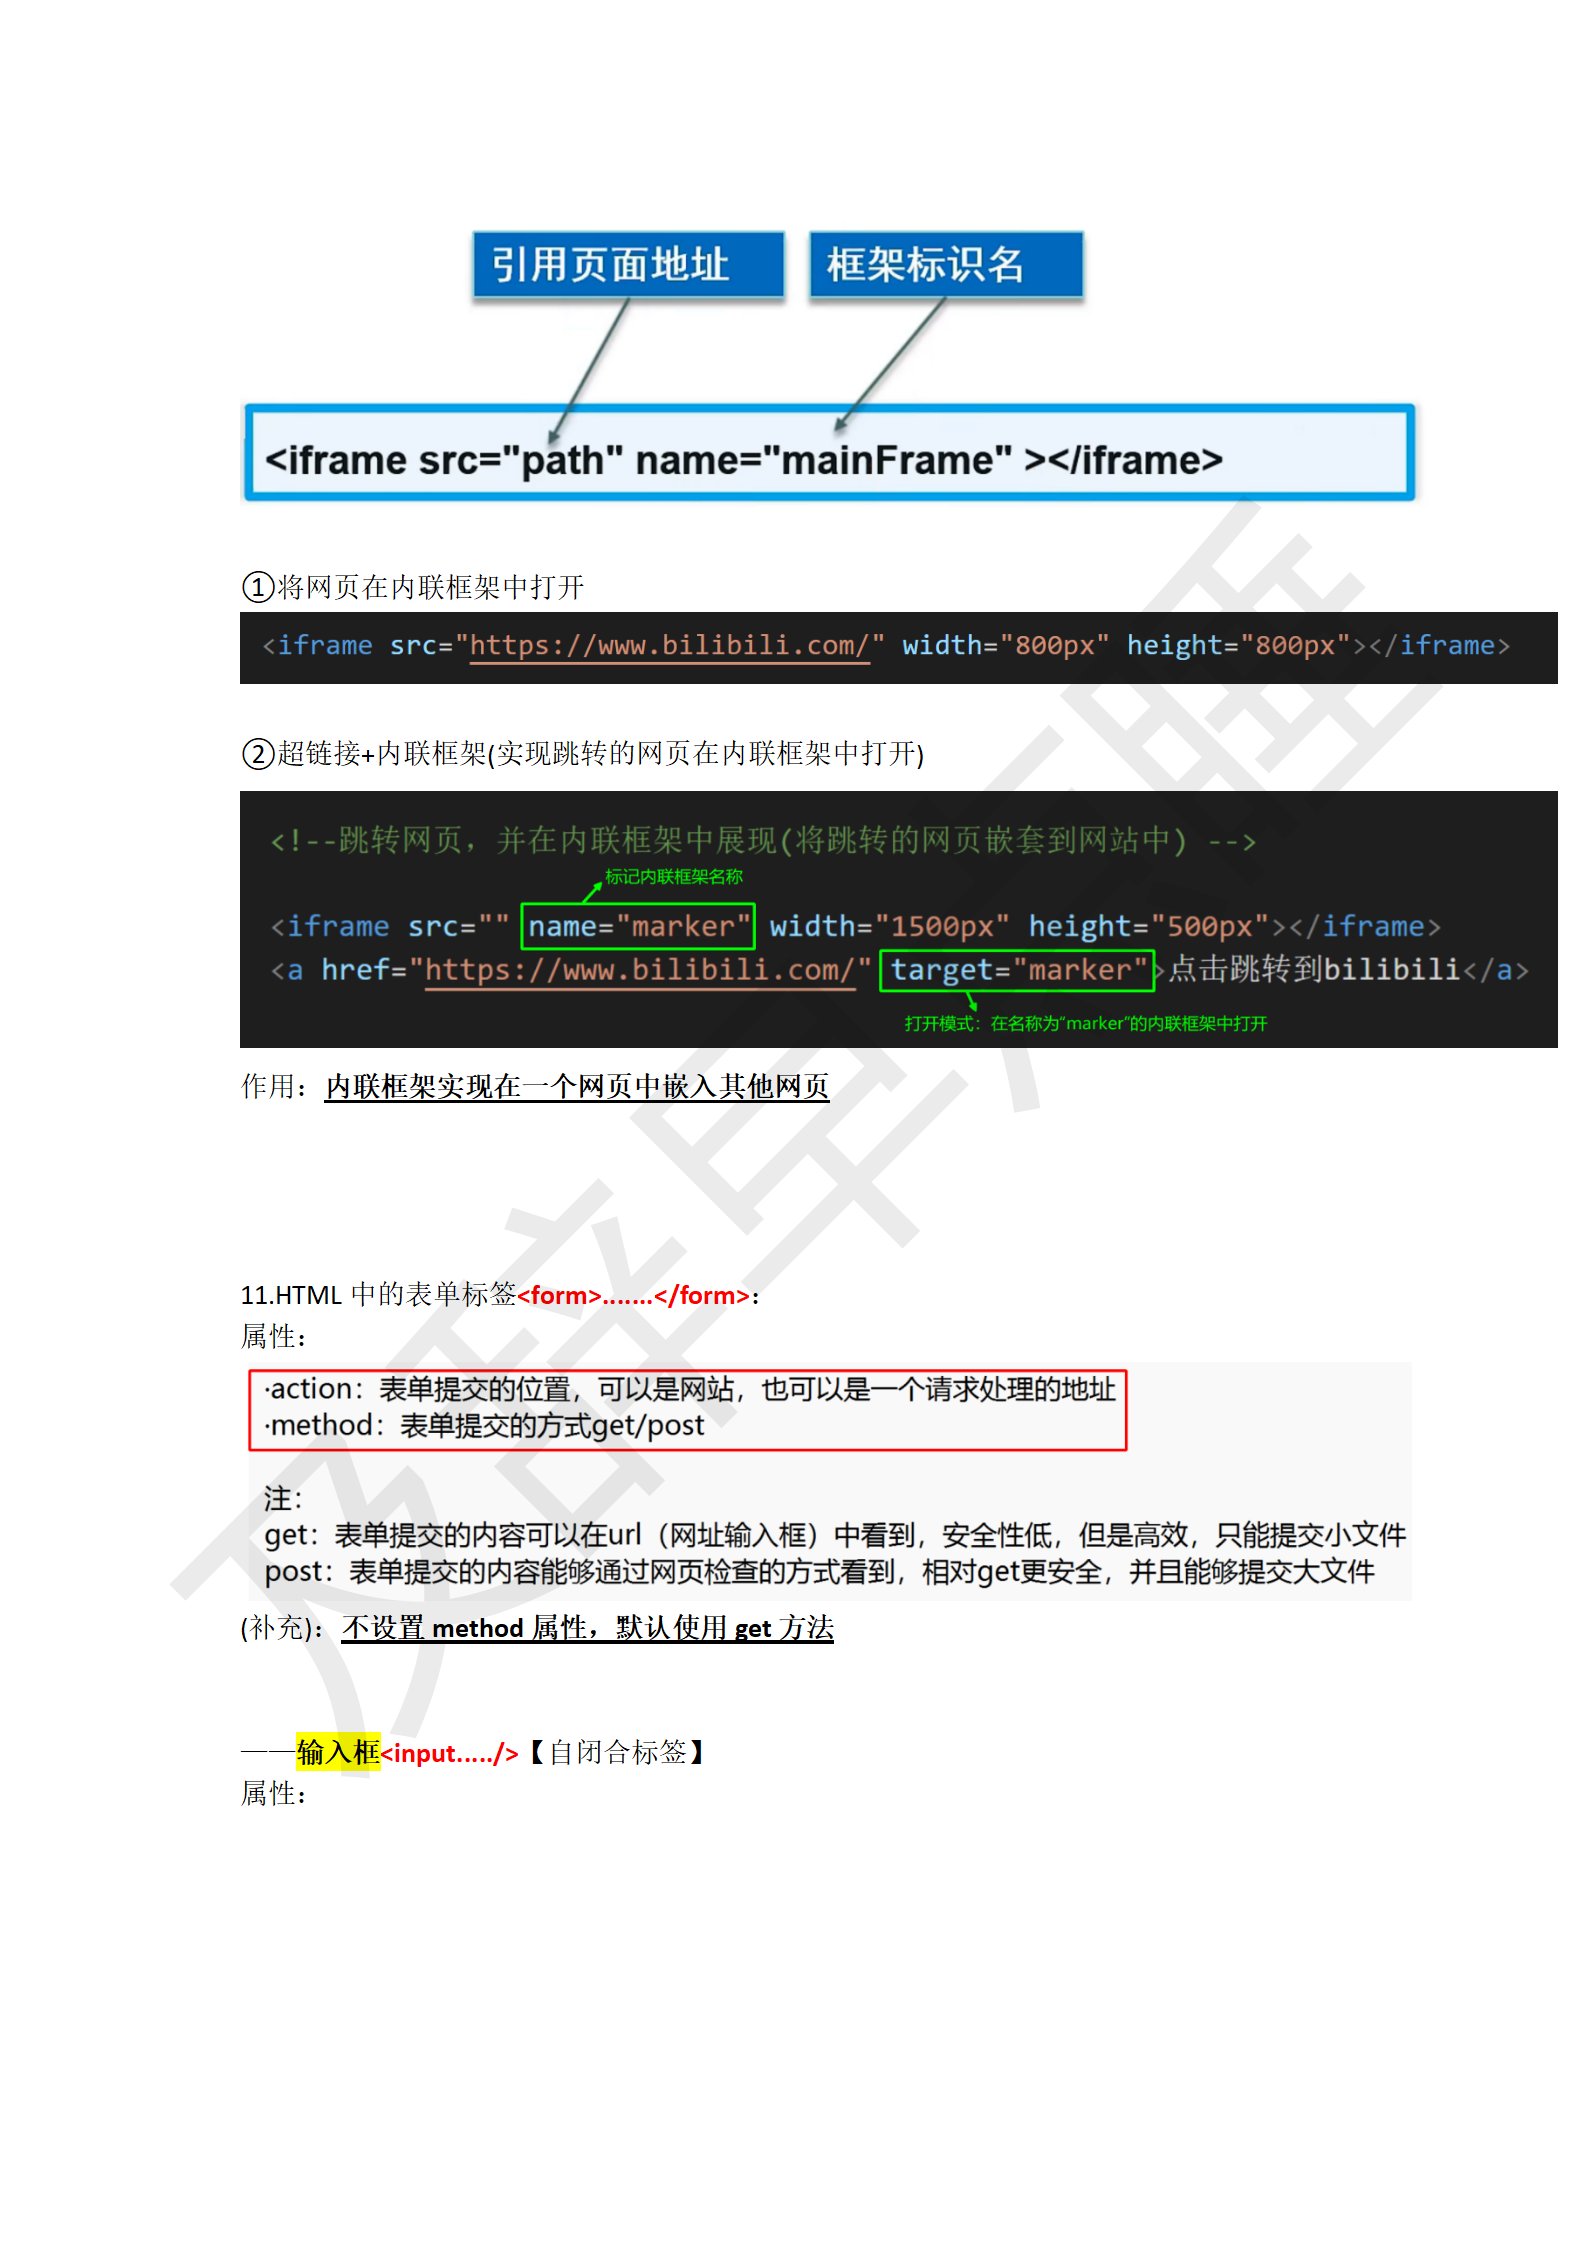 引用页面地址 框架标识名
<iframe src="path" name="mainFrame" ></iframe>
①将网页在内联框架中打开
<iframe src="https://www.bilibili.com/" width="800px" height="800px"></iframe>
②超链接+内联框架(实现跳转的网页在内联框架中打开)
<!--跳转网页，并在内联框架中展现(将跳转的网页嵌套到网站中) -->
标记内联框架名称
<iframe src="" name="marker" width="1500px" height="500px"></iframe>
<a href="https://www.bilibili.com/" target="marker">点击跳转到bilibili</a>
打开模式：在名称为“marker”的内联框架中打开
作用：内联框架实现在一个网页中嵌入其他网页
11.HTML 中的表单标签<form>.......</form>：
属性：
·action：表单提交的位置，可以是网站，也可以是一个请求处理的地址
·method：表单提交的方式get/post
注：
get：表单提交的内容可以在url（网址输入框）中看到，安全性低，但是高效，只能提交小文件
post：表单提交的内容能够通过网页检查的方式看到，相对get更安全，并且能够提交大文件
(补充)：不设置 method 属性，默认使用 get 方法
——输入框<input...../>【自闭合标签】
属性：
及辞早点睡